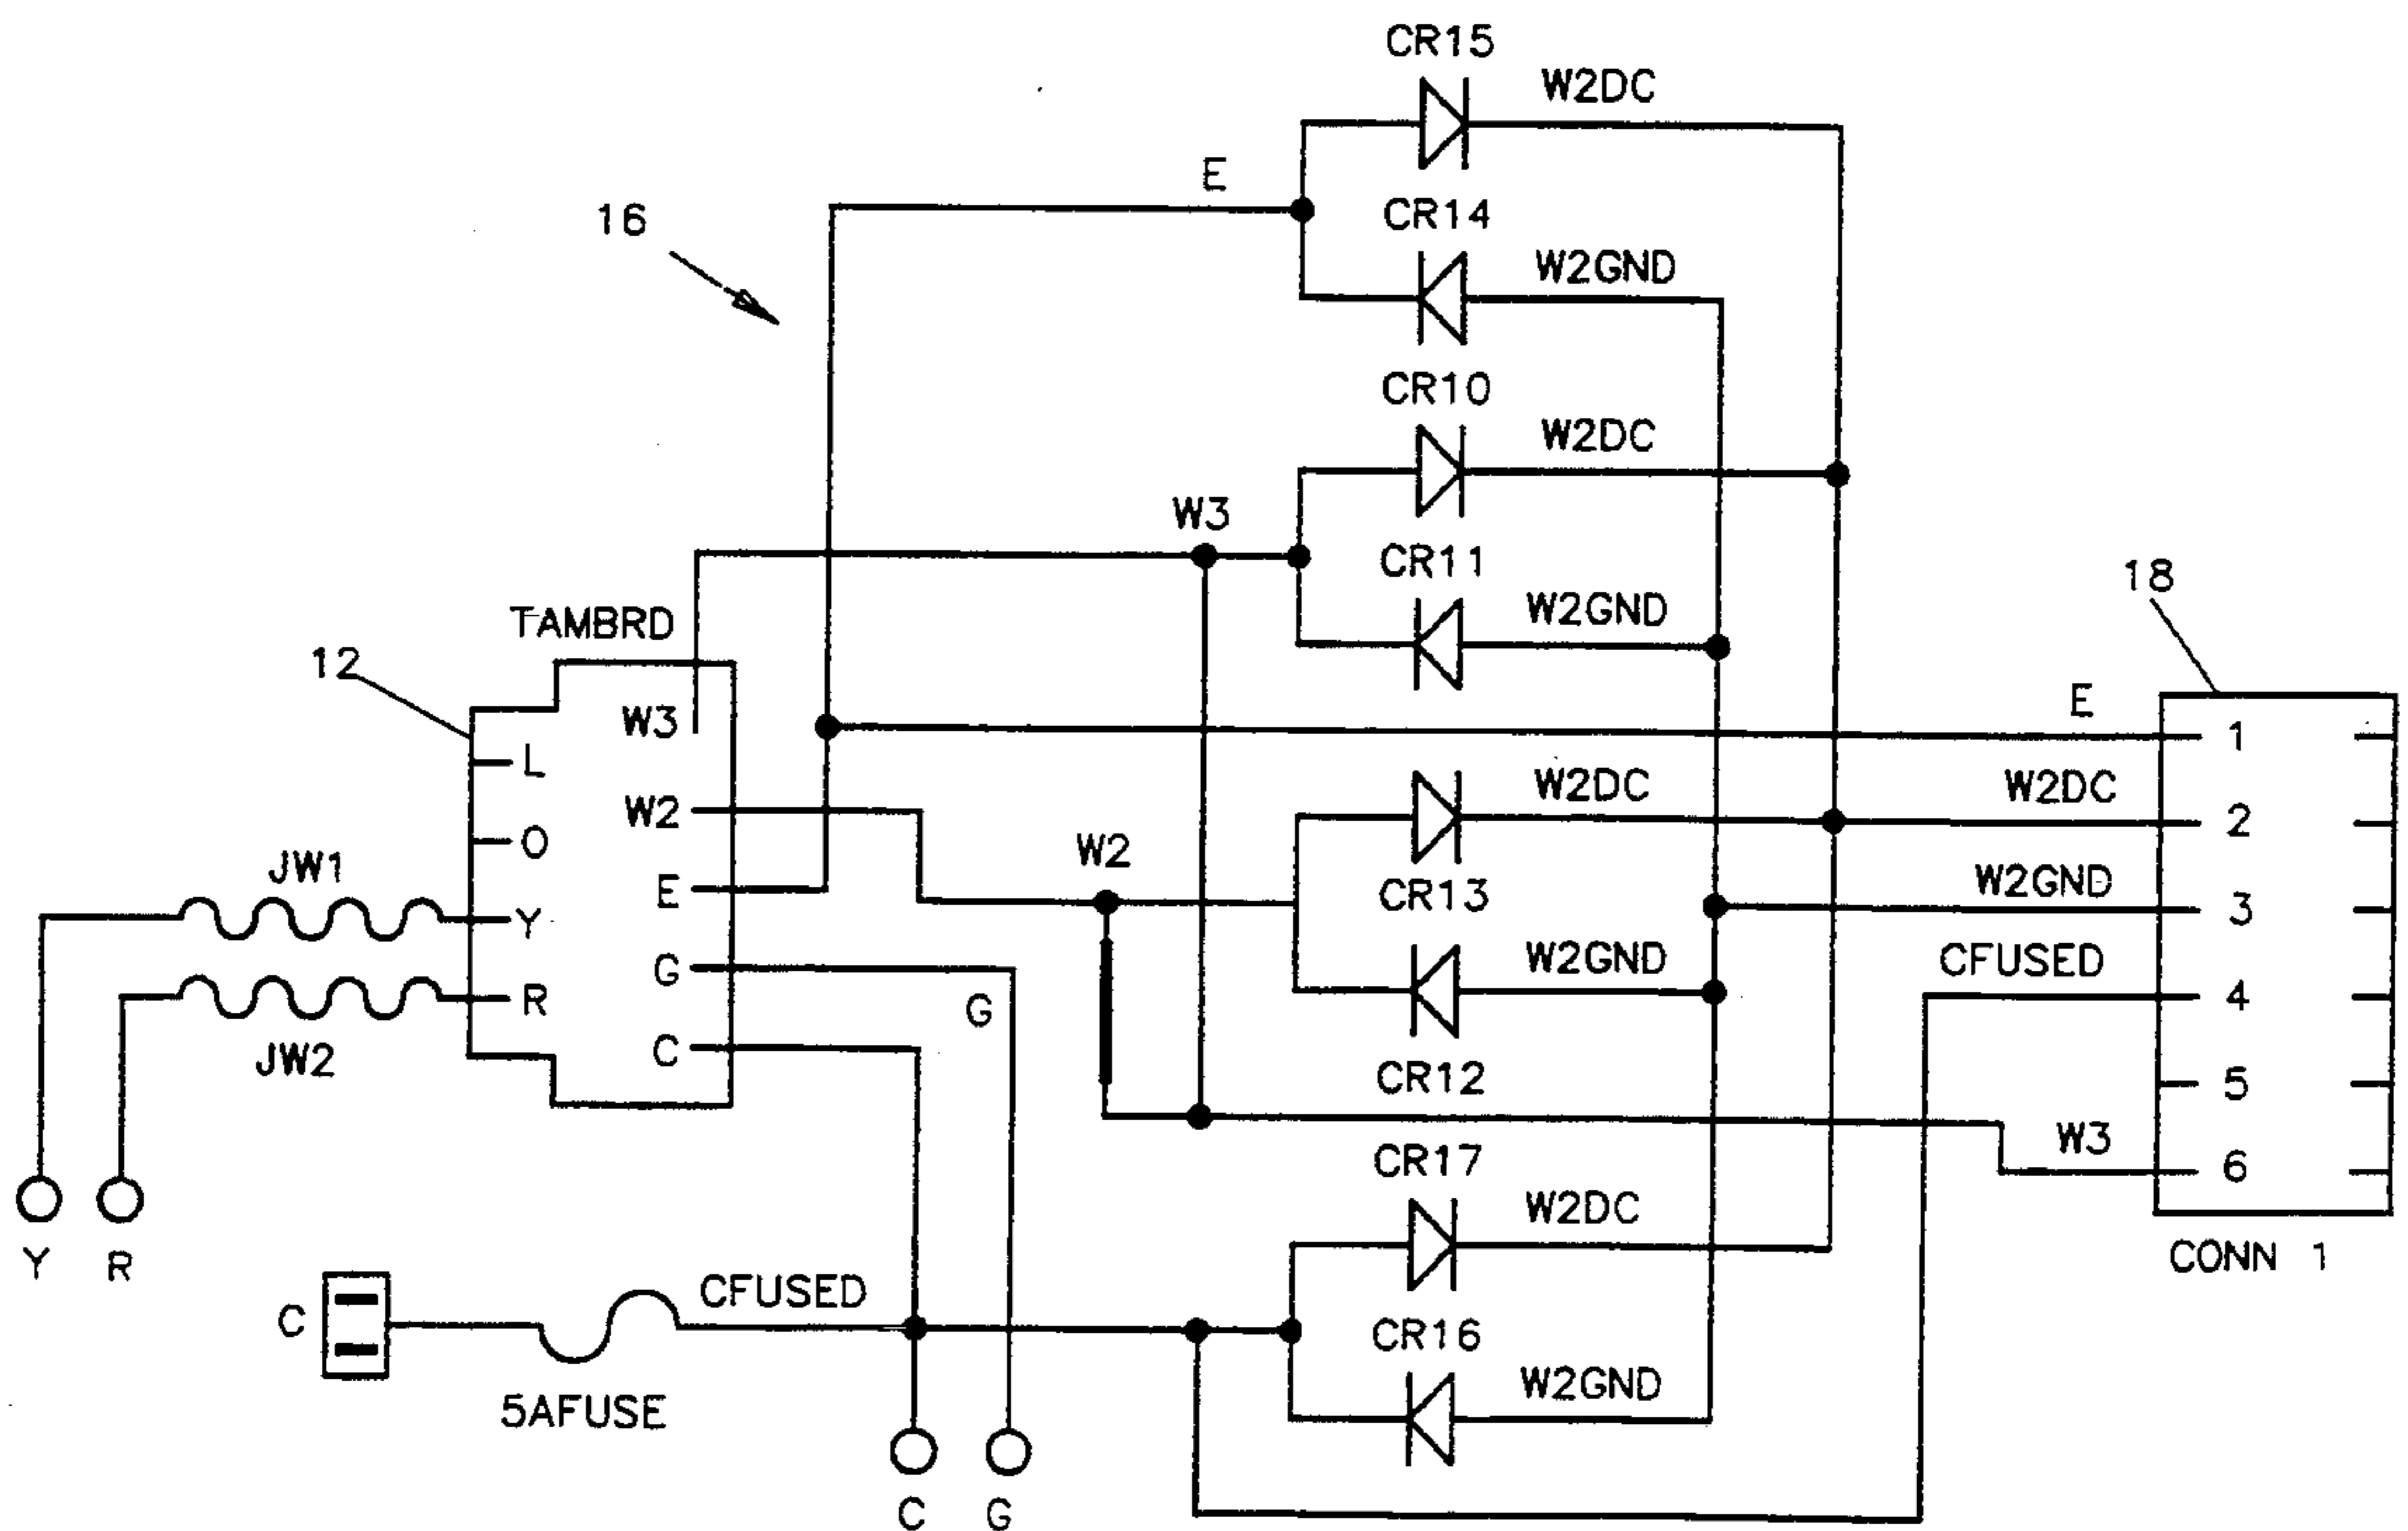 CR15
W2DC
E
CR14
16
W2GND
CR10
W2DC
W3
CR11
18
W2GND
TAMBRD
12
E
W3
1
L
W2DC
W2DC
W2
2
O
W2
JW1
E
CR13
W2GND
3
Y
W2GND
CFUSED
G
R
G
4
C
JW2
CR12
5
W3
CR17
6
W2DC
Y
R
CONN 1
CFUSED
C
CR16
W2GND
5AFUSE
C
G